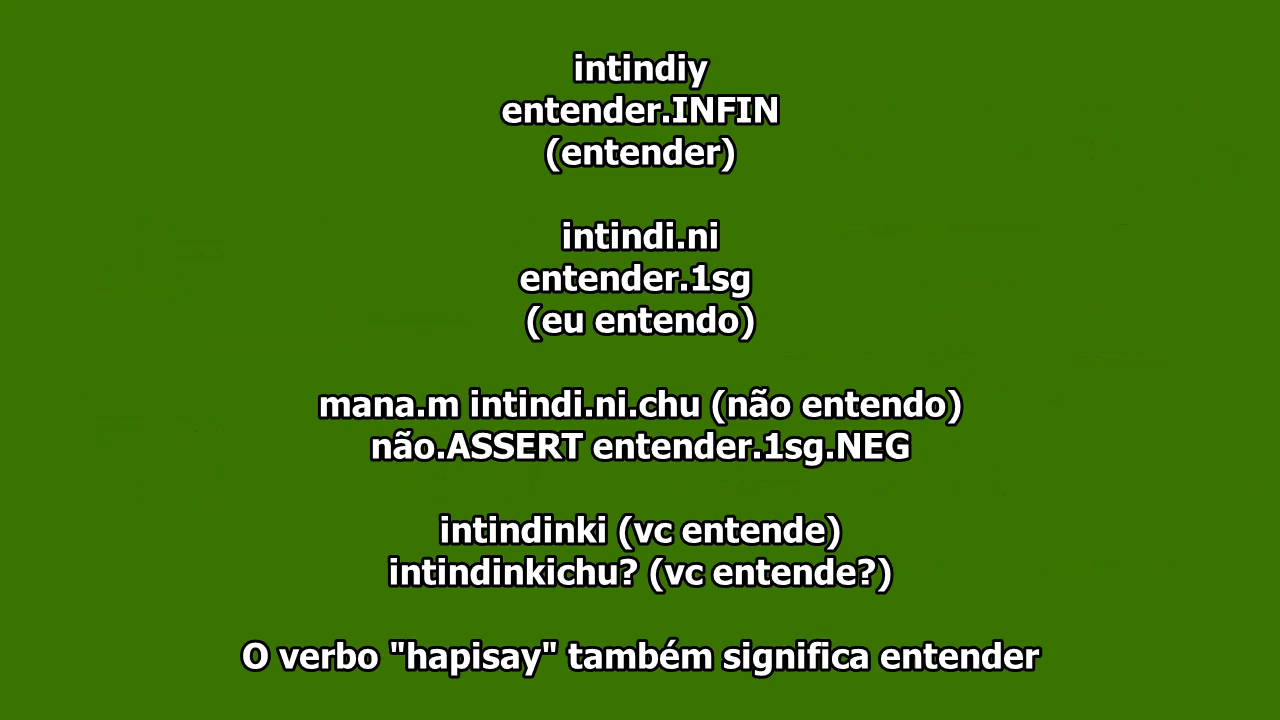 intindiy
entender.INFIN
(entender)
intindi.ni
entender.1sg
(eu entendo)
mana.m intindi.ni.chu (não entendo)
não.ASSERT entender.1sg.NEG
intindinki (vc entende)
intindinkichu? (vc entende?)
O verbo "hapisay" também significa entender